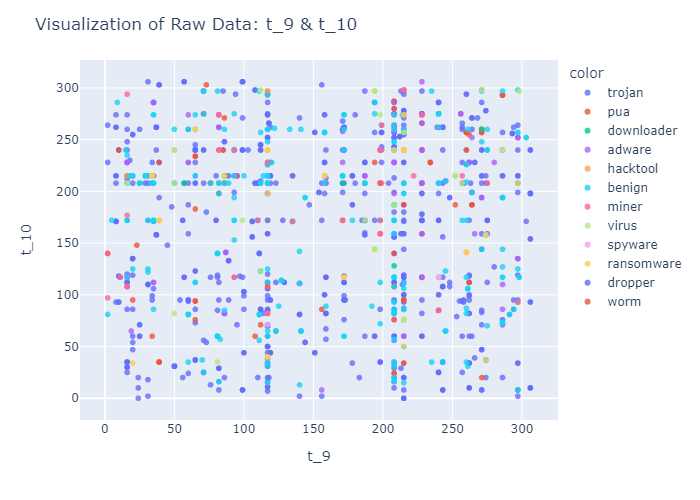 Visualization of Raw Data: t_9 & t_10
color
trojan
pua
downloader
adware
hacktool
benign
miner
virus
spyware
ransomware
dropper
worm
t_10
300
250
200
150
100
50
0
0 50 100 150 200 250 300
t_9